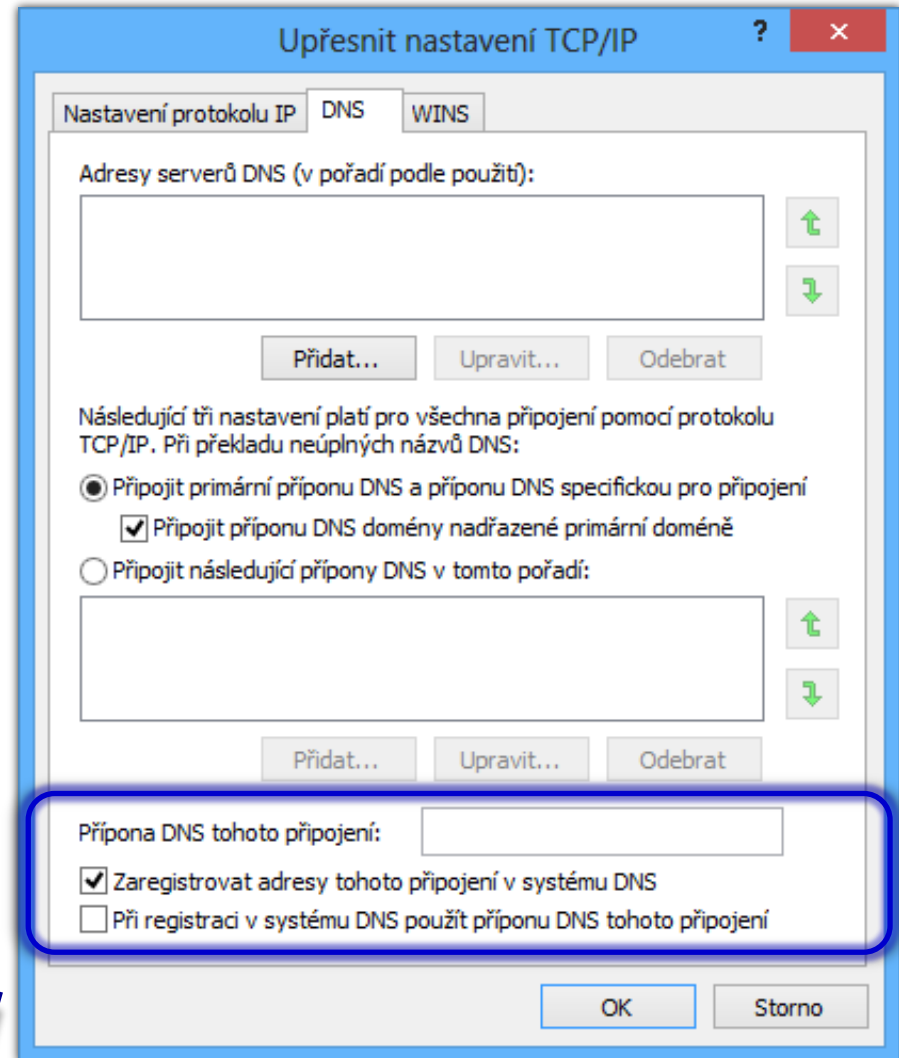 Upřesnit nastavení TCP/IP
?
Nastavení protokolu IP
DNS
WINS
Adresy serverů DNS (v pořadí podle použití):
Přidat...
Upravit...
Odebrat
Následující tři nastavení platí pro všechna připojení pomocí protokolu
TCP/IP. Při překladu neúplných názvů DNS:
Připojit primární příponu DNS a příponu DNS specifickou pro připojení
Připojit příponu DNS domény nadřazené primární doméně
Připojit následující přípony DNS v tomto pořadí:
Přidat...
Upravit...
Odebrat
Přípona DNS tohoto připojení:
Zaregistrovat adresy tohoto připojení v systému DNS
Při registraci v systému DNS použít příponu DNS tohoto připojení
OK
Storno